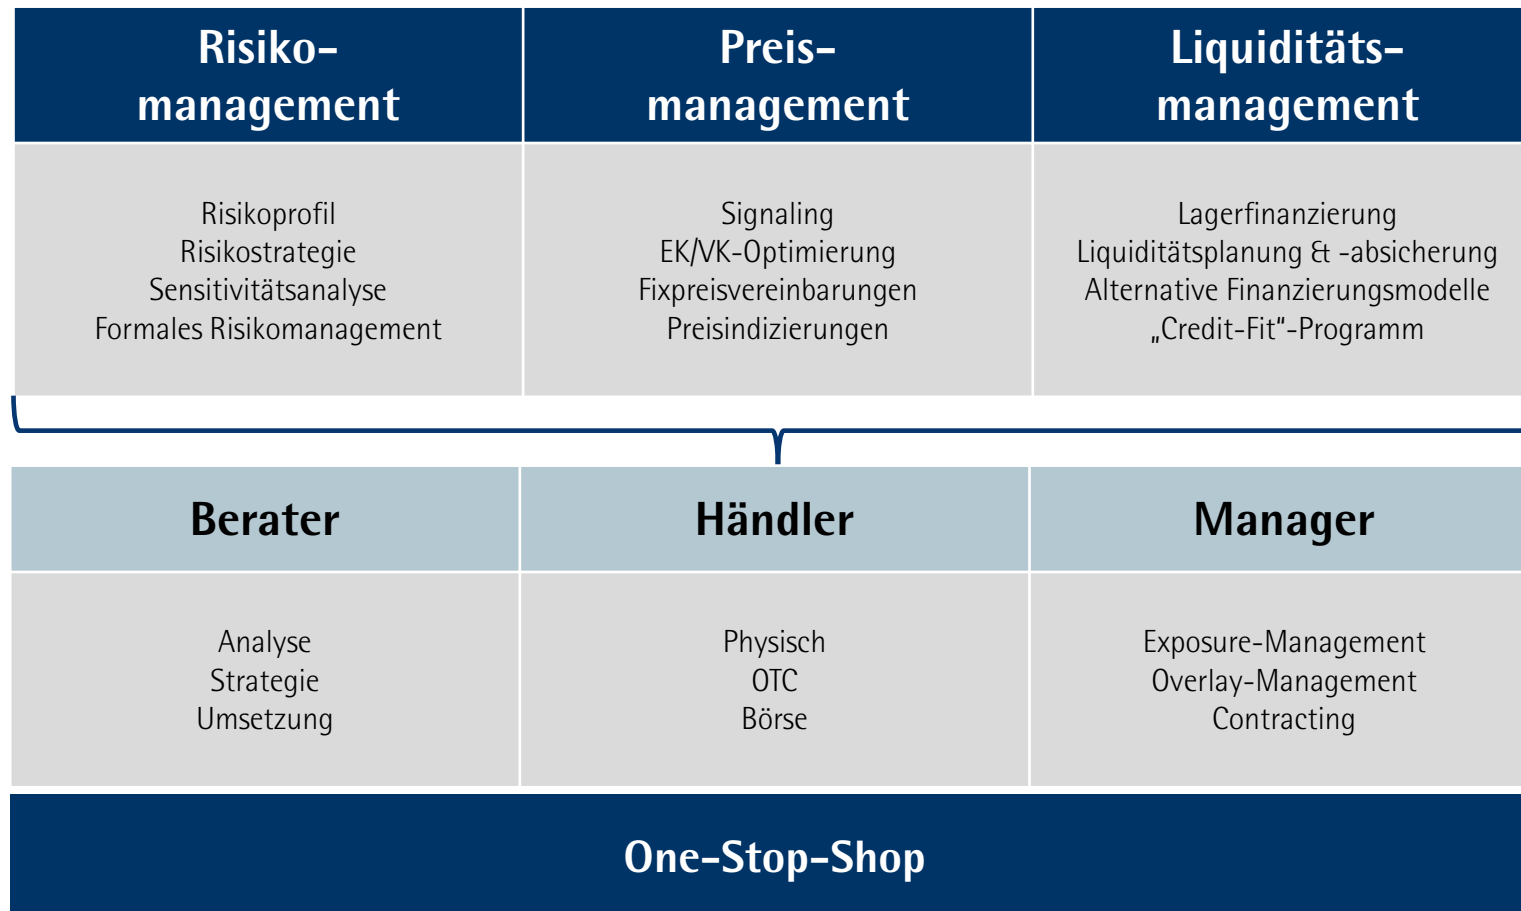 Risiko-
management
Preis-
management
Liquiditäts-
management
Risikoprofil
Risikostrategie
Sensitivitätsanalyse
Formales Risikomanagement
Signaling
EK/VK-Optimierung
Fixpreisvereinbarungen
Preisindizierungen
Lagerfinanzierung
Liquiditätsplanung & -absicherung
Alternative Finanzierungsmodelle
„Credit-Fit"-Programm
Berater
Händler
Manager
Analyse
Strategie
Umsetzung
Physisch
OTC
Börse
Exposure-Management
Overlay-Management
Contracting
One-Stop-Shop